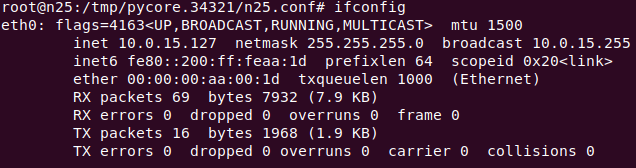 root@n25:/tmp/pycore.34321/n25.conf# ifconfig
eth0: flags=4163<UP,BROADCAST,RUNNING,MULTICAST>  mtu 1500
        inet 10.0.15.127  netmask 255.255.255.0  broadcast 10.0.15.255
        inet6 fe80::200:ff:feaa:1d  prefixlen 64  scopeid 0x20<link>
        ether 00:00:00:aa:00:1d  txqueuelen 1000  (Ethernet)
        RX packets 69  bytes 7932 (7.9 KB)
        RX errors 0  dropped 0  overruns 0  frame 0
        TX packets 16  bytes 1968 (1.9 KB)
        TX errors 0  dropped 0 overruns 0  carrier 0  collisions 0